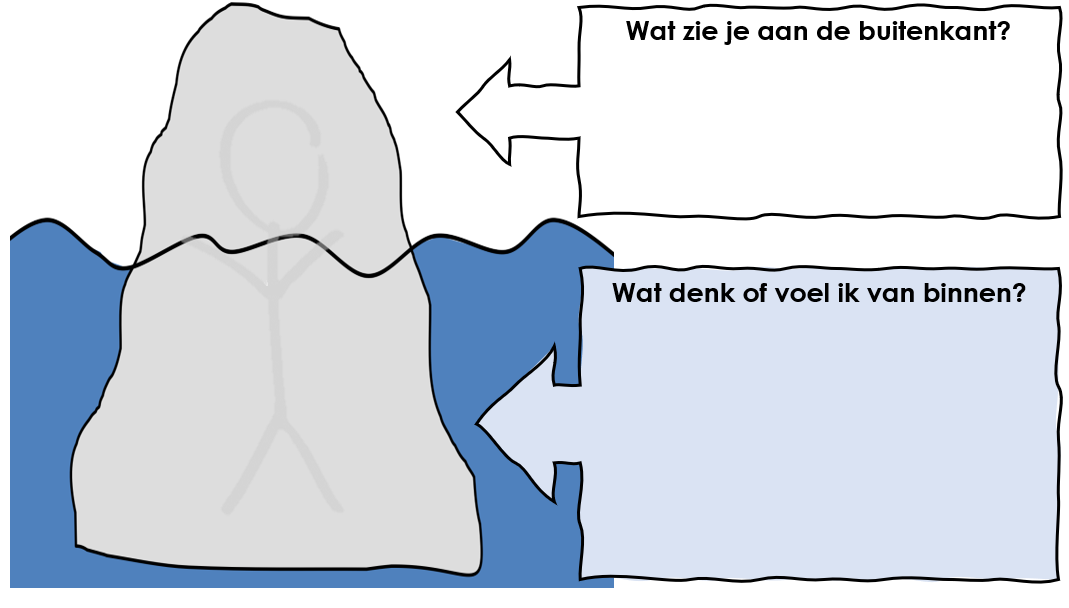 Wat zie je aan de buitenkant?
Wat denk of voel ik van binnen?